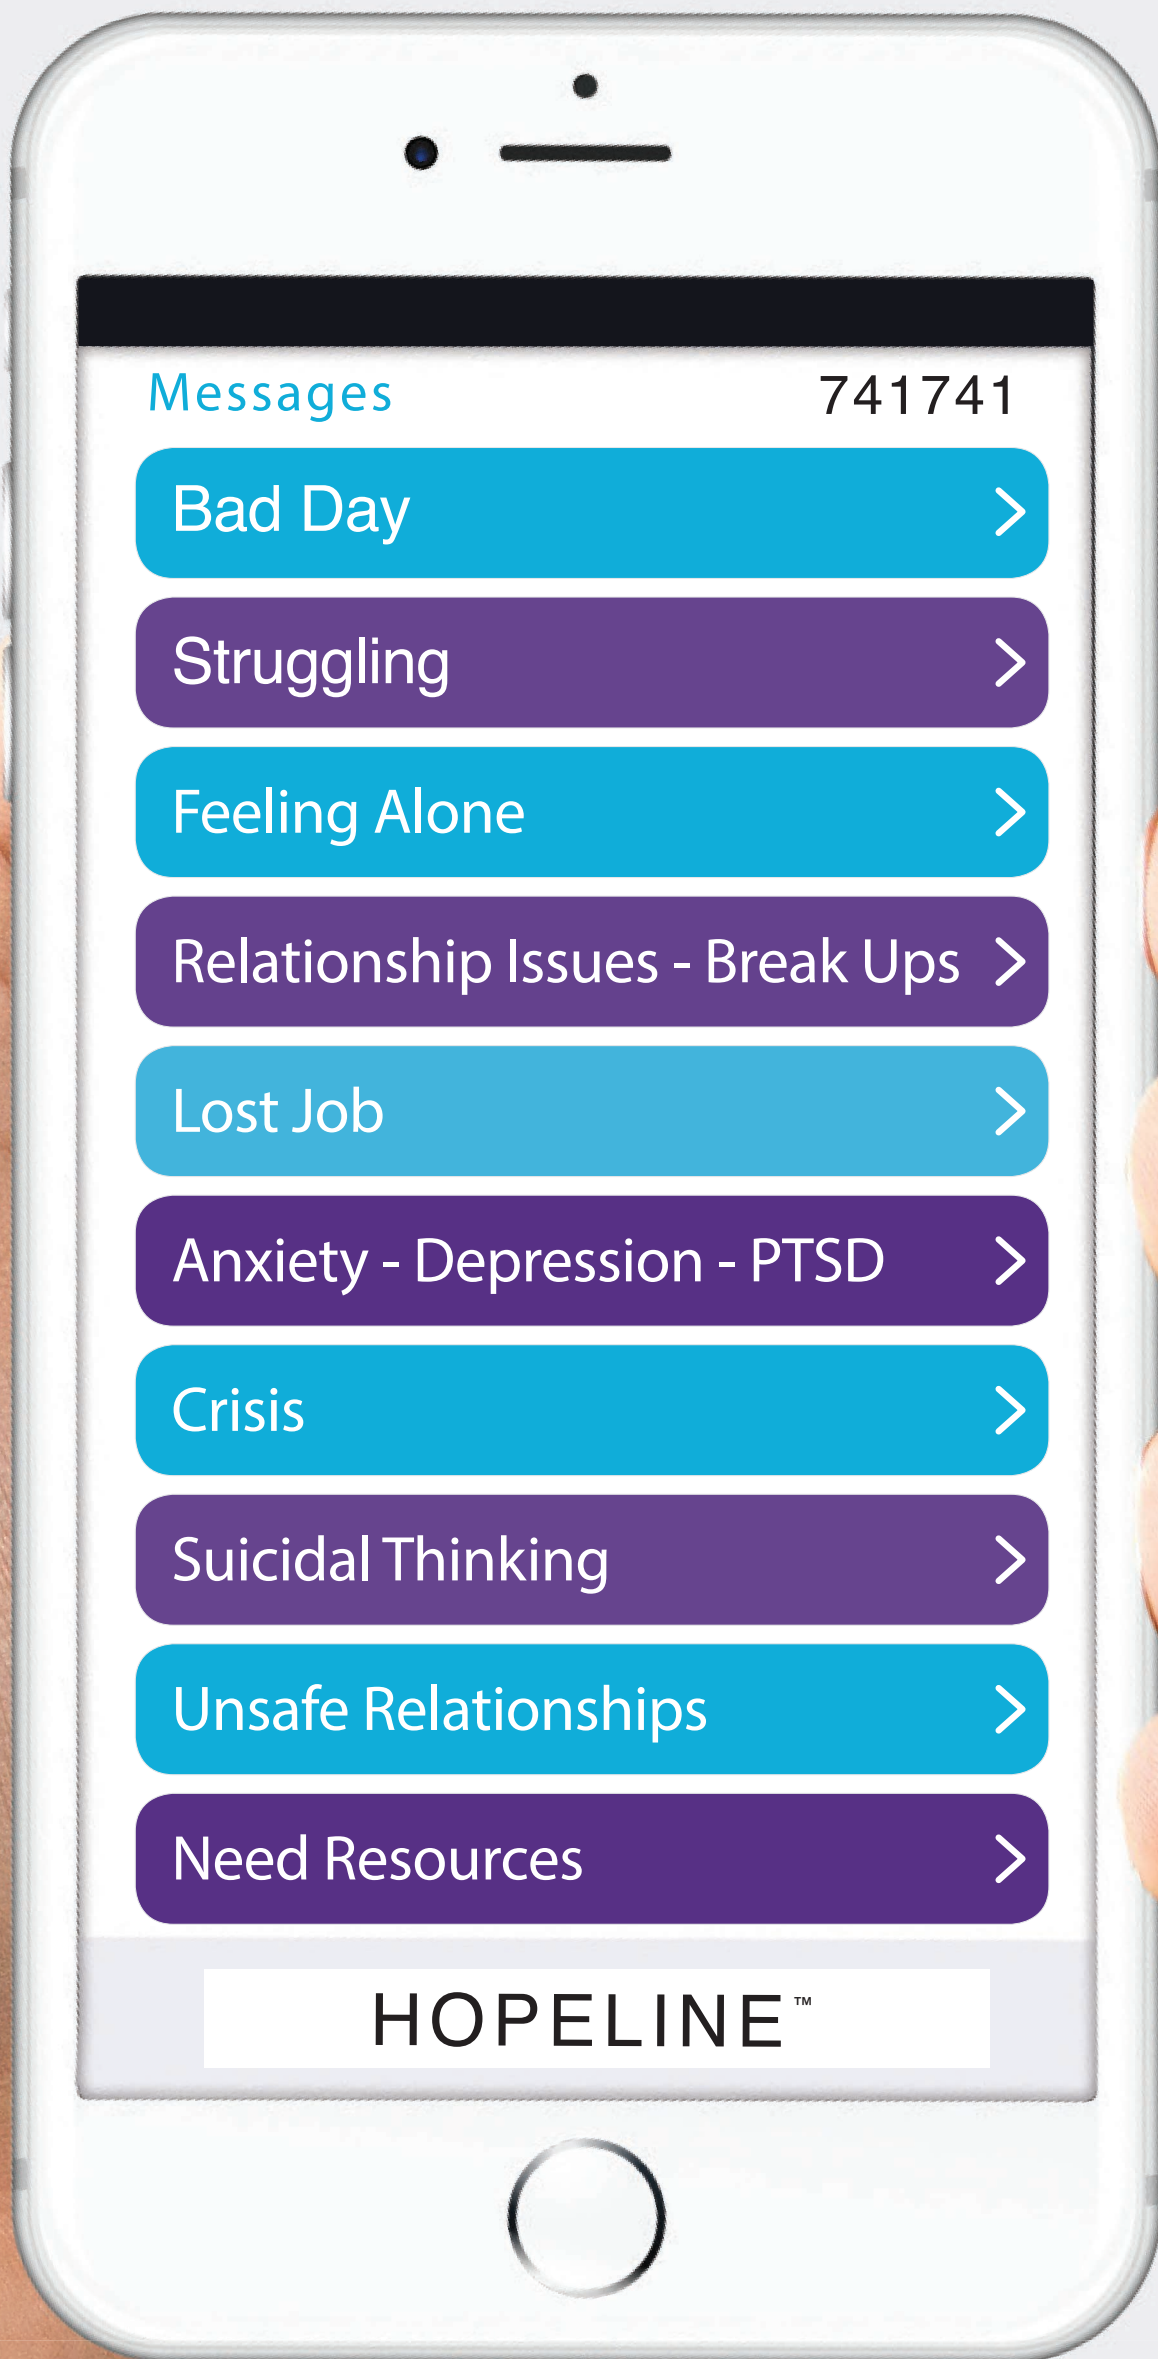 Messages 741741
Bad Day
Struggling
Feeling Alone
Relationship Issues - Break Ups
Lost Job
Anxiety - Depression - PTSD
Crisis
Suicidal Thinking
Unsafe Relationships
Need Resources
HOPELINE™